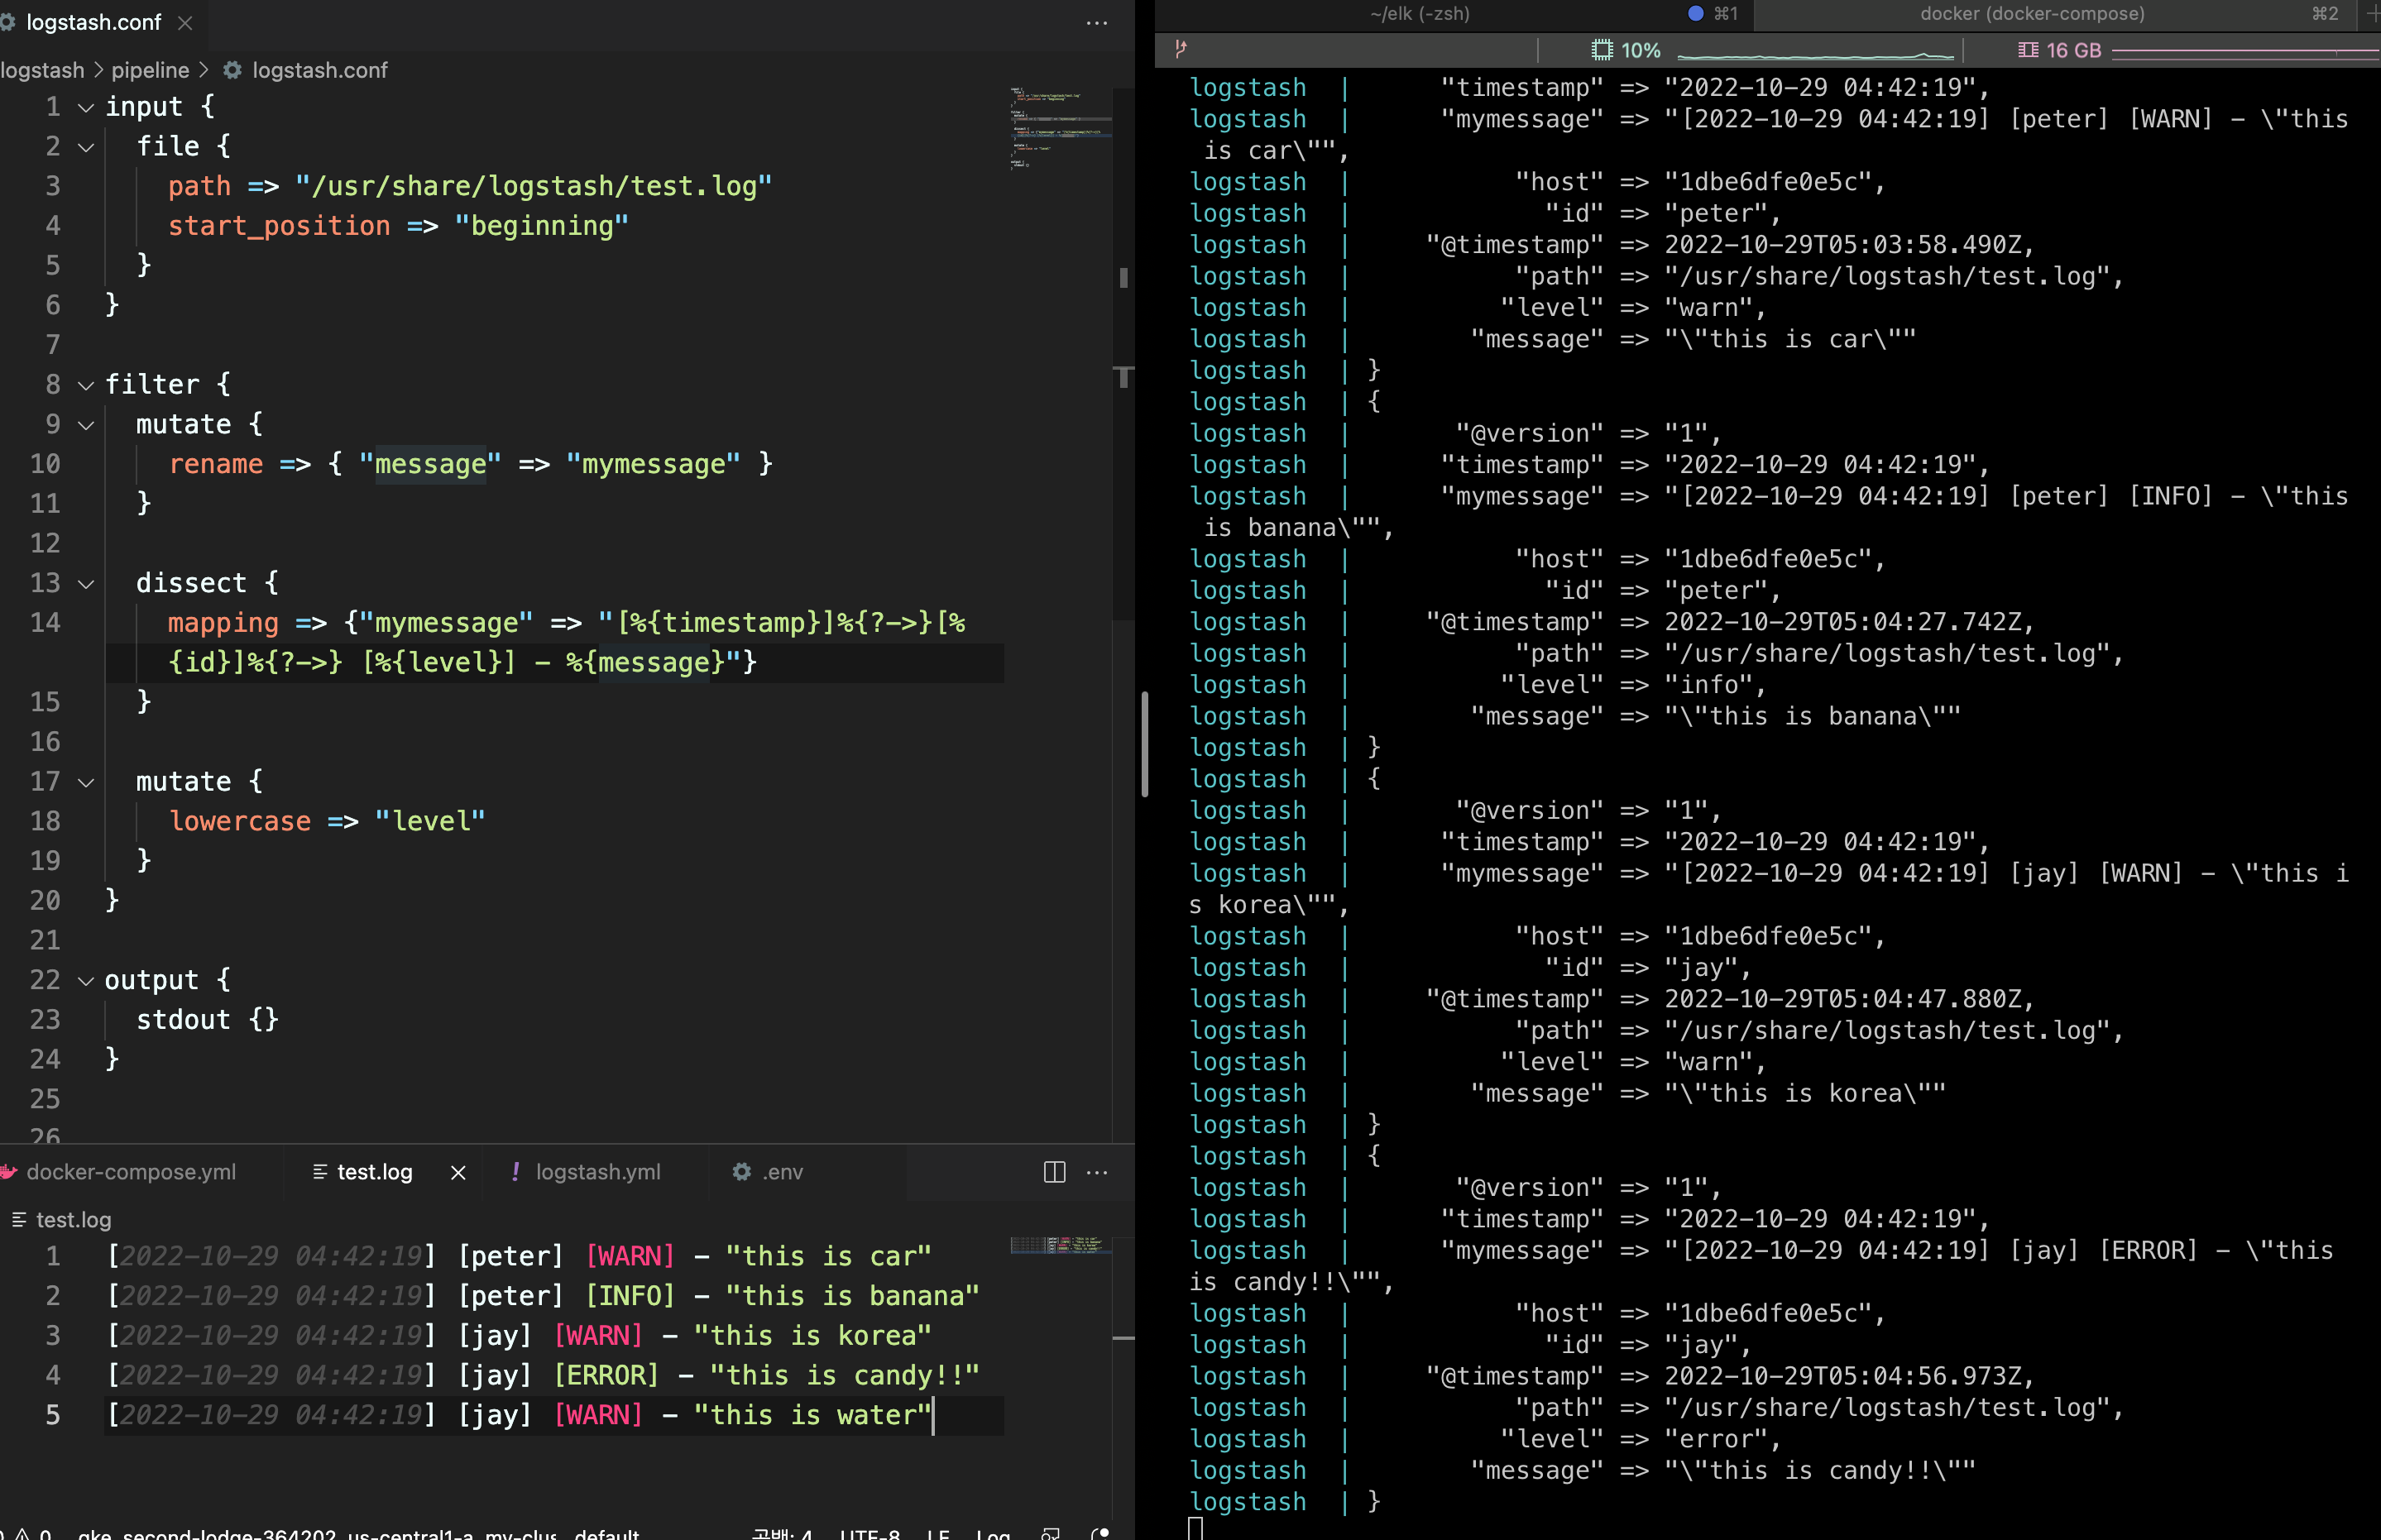 logstash.conf
logstash > pipeline > logstash.conf
1 input {
2 file {
3 path => "/usr/share/logstash/test.log"
4 start_position => "beginning"
5 }
6 }
7
8 filter {
9 mutate {
10 rename => { "message" => "mymessage" }
11 }
12
13 dissect {
14 mapping => {"mymessage" => "[%{timestamp}]%{?->}[%
{id}]%{?->} [%{level}] - %{message}"}
15 }
16
17 mutate {
18 lowercase => "level"
19 }
20 }
21
22 output {
23 stdout {}
24 }
25
26
docker-compose.yml test.log logstash.yml .env
test.log
1 [2022-10-29 04:42:19] [peter] [WARN] - "this is car"
2 [2022-10-29 04:42:19] [peter] [INFO] - "this is banana"
3 [2022-10-29 04:42:19] [jay] [WARN] - "this is korea"
4 [2022-10-29 04:42:19] [jay] [ERROR] - "this is candy!!"
5 [2022-10-29 04:42:19] [jay] [WARN] - "this is water"
0 gke_second-lodge-364202_us-central1-a_my-clus default 공백: 4 UTF-8 LF Log
~/elk (-zsh) ⌘1 docker (docker-compose) ⌘2
10% 16 GB
logstash | "timestamp" => "2022-10-29 04:42:19",
logstash | "mymessage" => "[2022-10-29 04:42:19] [peter] [WARN] - \"this
is car\"",
logstash | "host" => "1dbe6dfe0e5c",
logstash | "id" => "peter",
logstash | "@timestamp" => 2022-10-29T05:03:58.490Z,
logstash | "path" => "/usr/share/logstash/test.log",
logstash | "level" => "warn",
logstash | "message" => "\"this is car\""
logstash | }
logstash | {
logstash | "@version" => "1",
logstash | "timestamp" => "2022-10-29 04:42:19",
logstash | "mymessage" => "[2022-10-29 04:42:19] [peter] [INFO] - \"this
is banana\"",
logstash | "host" => "1dbe6dfe0e5c",
logstash | "id" => "peter",
logstash | "@timestamp" => 2022-10-29T05:04:27.742Z,
logstash | "path" => "/usr/share/logstash/test.log",
logstash | "level" => "info",
logstash | "message" => "\"this is banana\""
logstash | }
logstash | {
logstash | "@version" => "1",
logstash | "timestamp" => "2022-10-29 04:42:19",
logstash | "mymessage" => "[2022-10-29 04:42:19] [jay] [WARN] - \"this i
s korea\"",
logstash | "host" => "1dbe6dfe0e5c",
logstash | "id" => "jay",
logstash | "@timestamp" => 2022-10-29T05:04:47.880Z,
logstash | "path" => "/usr/share/logstash/test.log",
logstash | "level" => "warn",
logstash | "message" => "\"this is korea\""
logstash | }
logstash | {
logstash | "@version" => "1",
logstash | "timestamp" => "2022-10-29 04:42:19",
logstash | "mymessage" => "[2022-10-29 04:42:19] [jay] [ERROR] - \"this
is candy!!\"",
logstash | "host" => "1dbe6dfe0e5c",
logstash | "id" => "jay",
logstash | "@timestamp" => 2022-10-29T05:04:56.973Z,
logstash | "path" => "/usr/share/logstash/test.log",
logstash | "level" => "error",
logstash | "message" => "\"this is candy!!\""
logstash | }